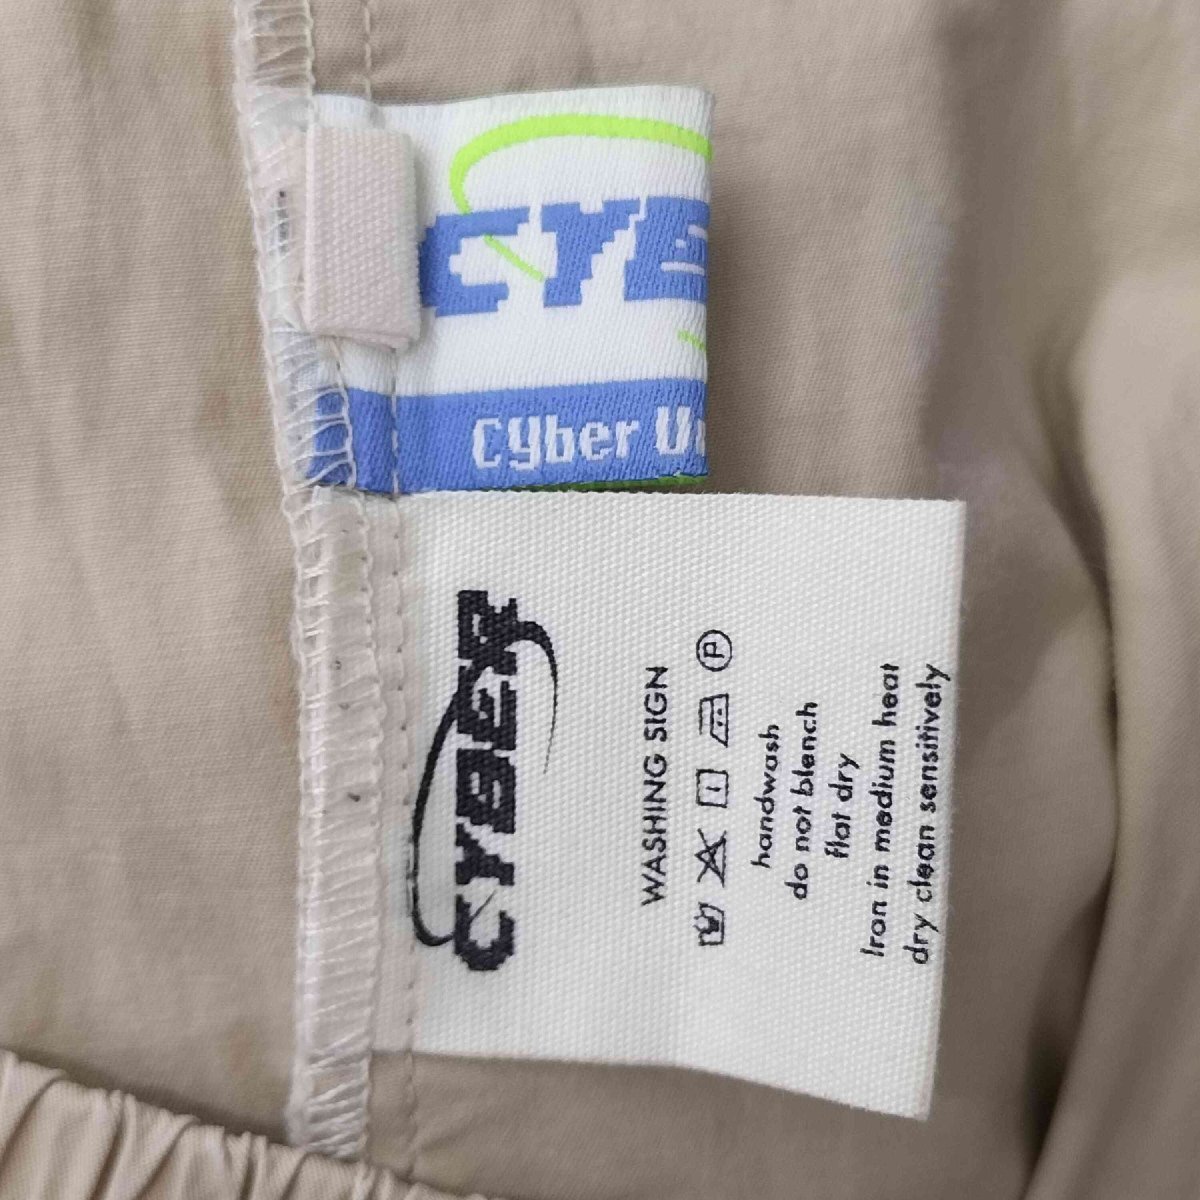 CYBE
Cyber
CYBER
WASHING SIGN
P
handwash
do not blench
flat dry
Iron in medium heat
dry clean sensitively